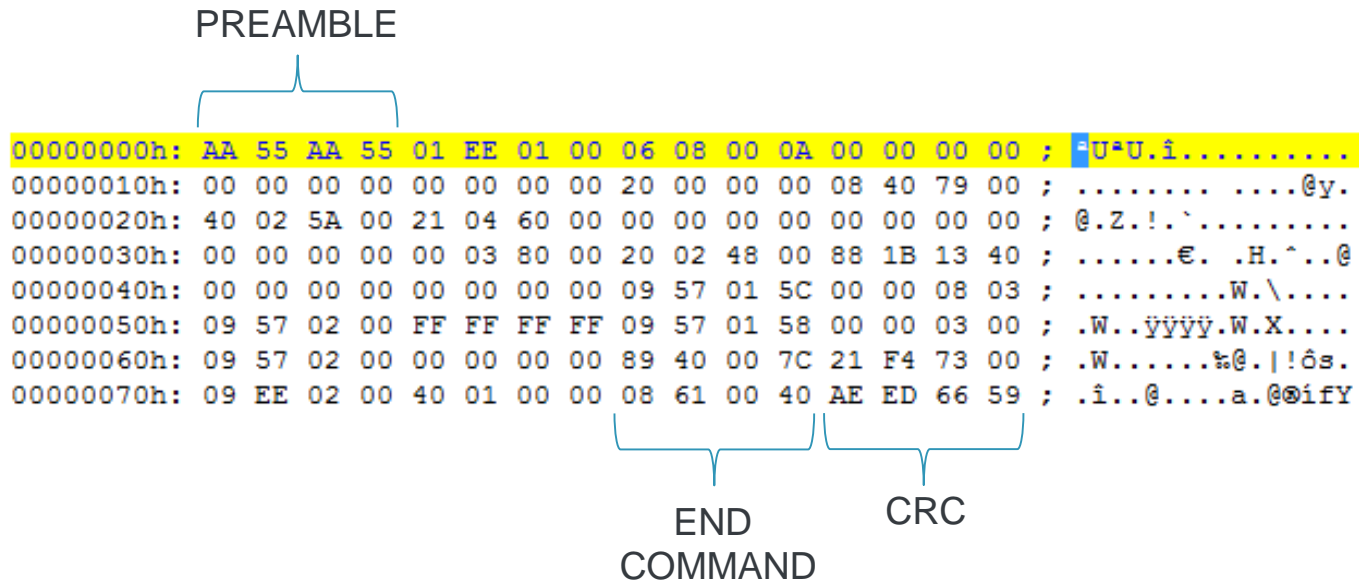 PREAMBLE
00000000h: AA 55 AA 55 01 EE 01 00 06 08 00 0A 00 00 00 00 ; ªUªU.î..........
00000010h: 00 00 00 00 00 00 00 00 20 00 00 00 08 40 79 00 ; ........ ....@y.
00000020h: 40 02 5A 00 21 04 60 00 00 00 00 00 00 00 00 00 ; @.Z.!.`.........
00000030h: 00 00 00 00 00 03 80 00 20 02 48 00 88 1B 13 40 ; ......€. .H.ˆ..@
00000040h: 00 00 00 00 00 00 00 00 09 57 01 5C 00 00 08 03 ; .........W.\....
00000050h: 09 57 02 00 FF FF FF FF 09 57 01 58 00 00 03 00 ; .W..ÿÿÿÿ.W.X....
00000060h: 09 57 02 00 00 00 00 00 89 40 00 7C 21 F4 73 00 ; .W......‰@.|!ôs.
00000070h: 09 EE 02 00 40 01 00 00 08 61 00 40 AE ED 66 59 ; .î..@....a.@®ífY
END
COMMAND
CRC